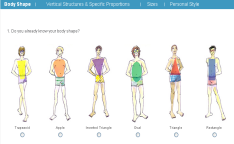 Body Shape | Vertical Structures & Specific Proportions | Sizes | Personal Style
1. Do you already know your body shape?
Trapezoid Apple Inverted Triangle Oval Triangle Rectangle